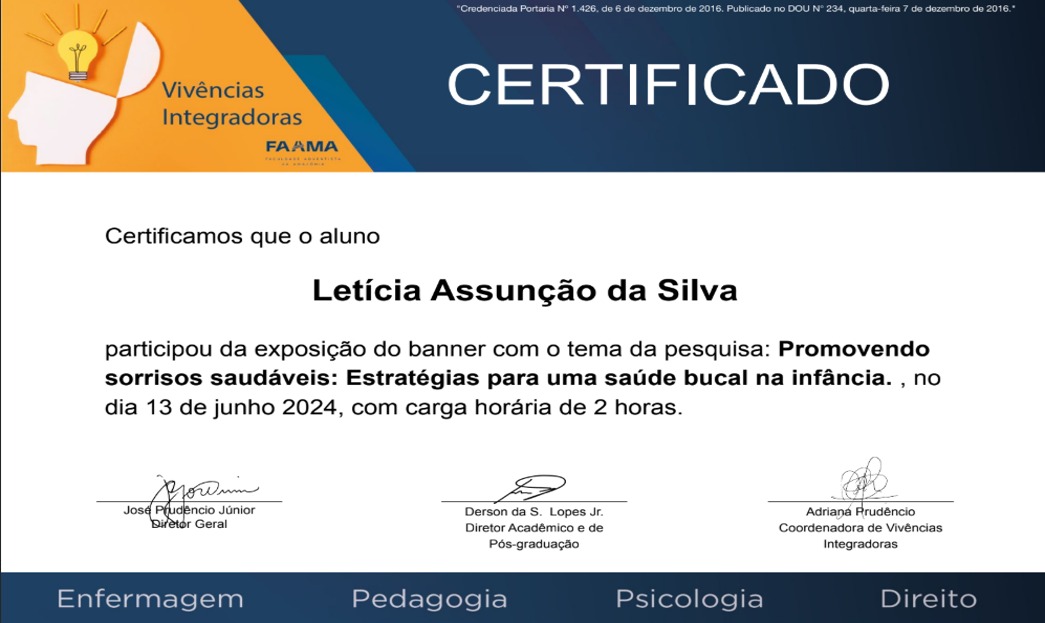 "Credenciada Portaria Nº 1.426, de 6 de dezembro de 2016. Publicado no DOU N° 234, quarta-feira 7 de dezembro de 2016."
CERTIFICADO
Vivências
Integradoras
FAAMA
FACULDADE ADVENTISTA
DA AMAZÔNIA
Certificamos que o aluno
Letícia Assunção da Silva
participou da exposição do banner com o tema da pesquisa: Promovendo
sorrisos saudáveis: Estratégias para uma saúde bucal na infância. , no
dia 13 de junho 2024, com carga horária de 2 horas.
José Prudêncio Júnior
Diretor Geral
Derson da S. Lopes Jr.
Diretor Acadêmico e de
Pós-graduação
Adriana Prudêncio
Coordenadora de Vivências
Integradoras
Enfermagem Pedagogia Psicologia Direito